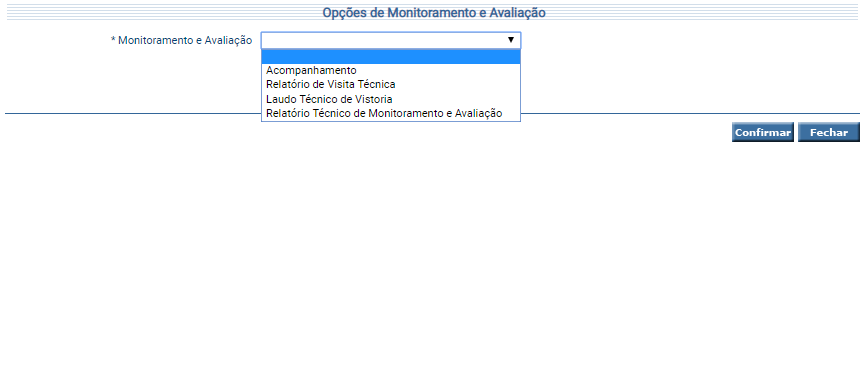 Opções de Monitoramento e Avaliação
* Monitoramento e Avaliação
Acompanhamento
Relatório de Visita Técnica
Laudo Técnico de Vistoria
Relatório Técnico de Monitoramento e Avaliação
Confirmar Fechar